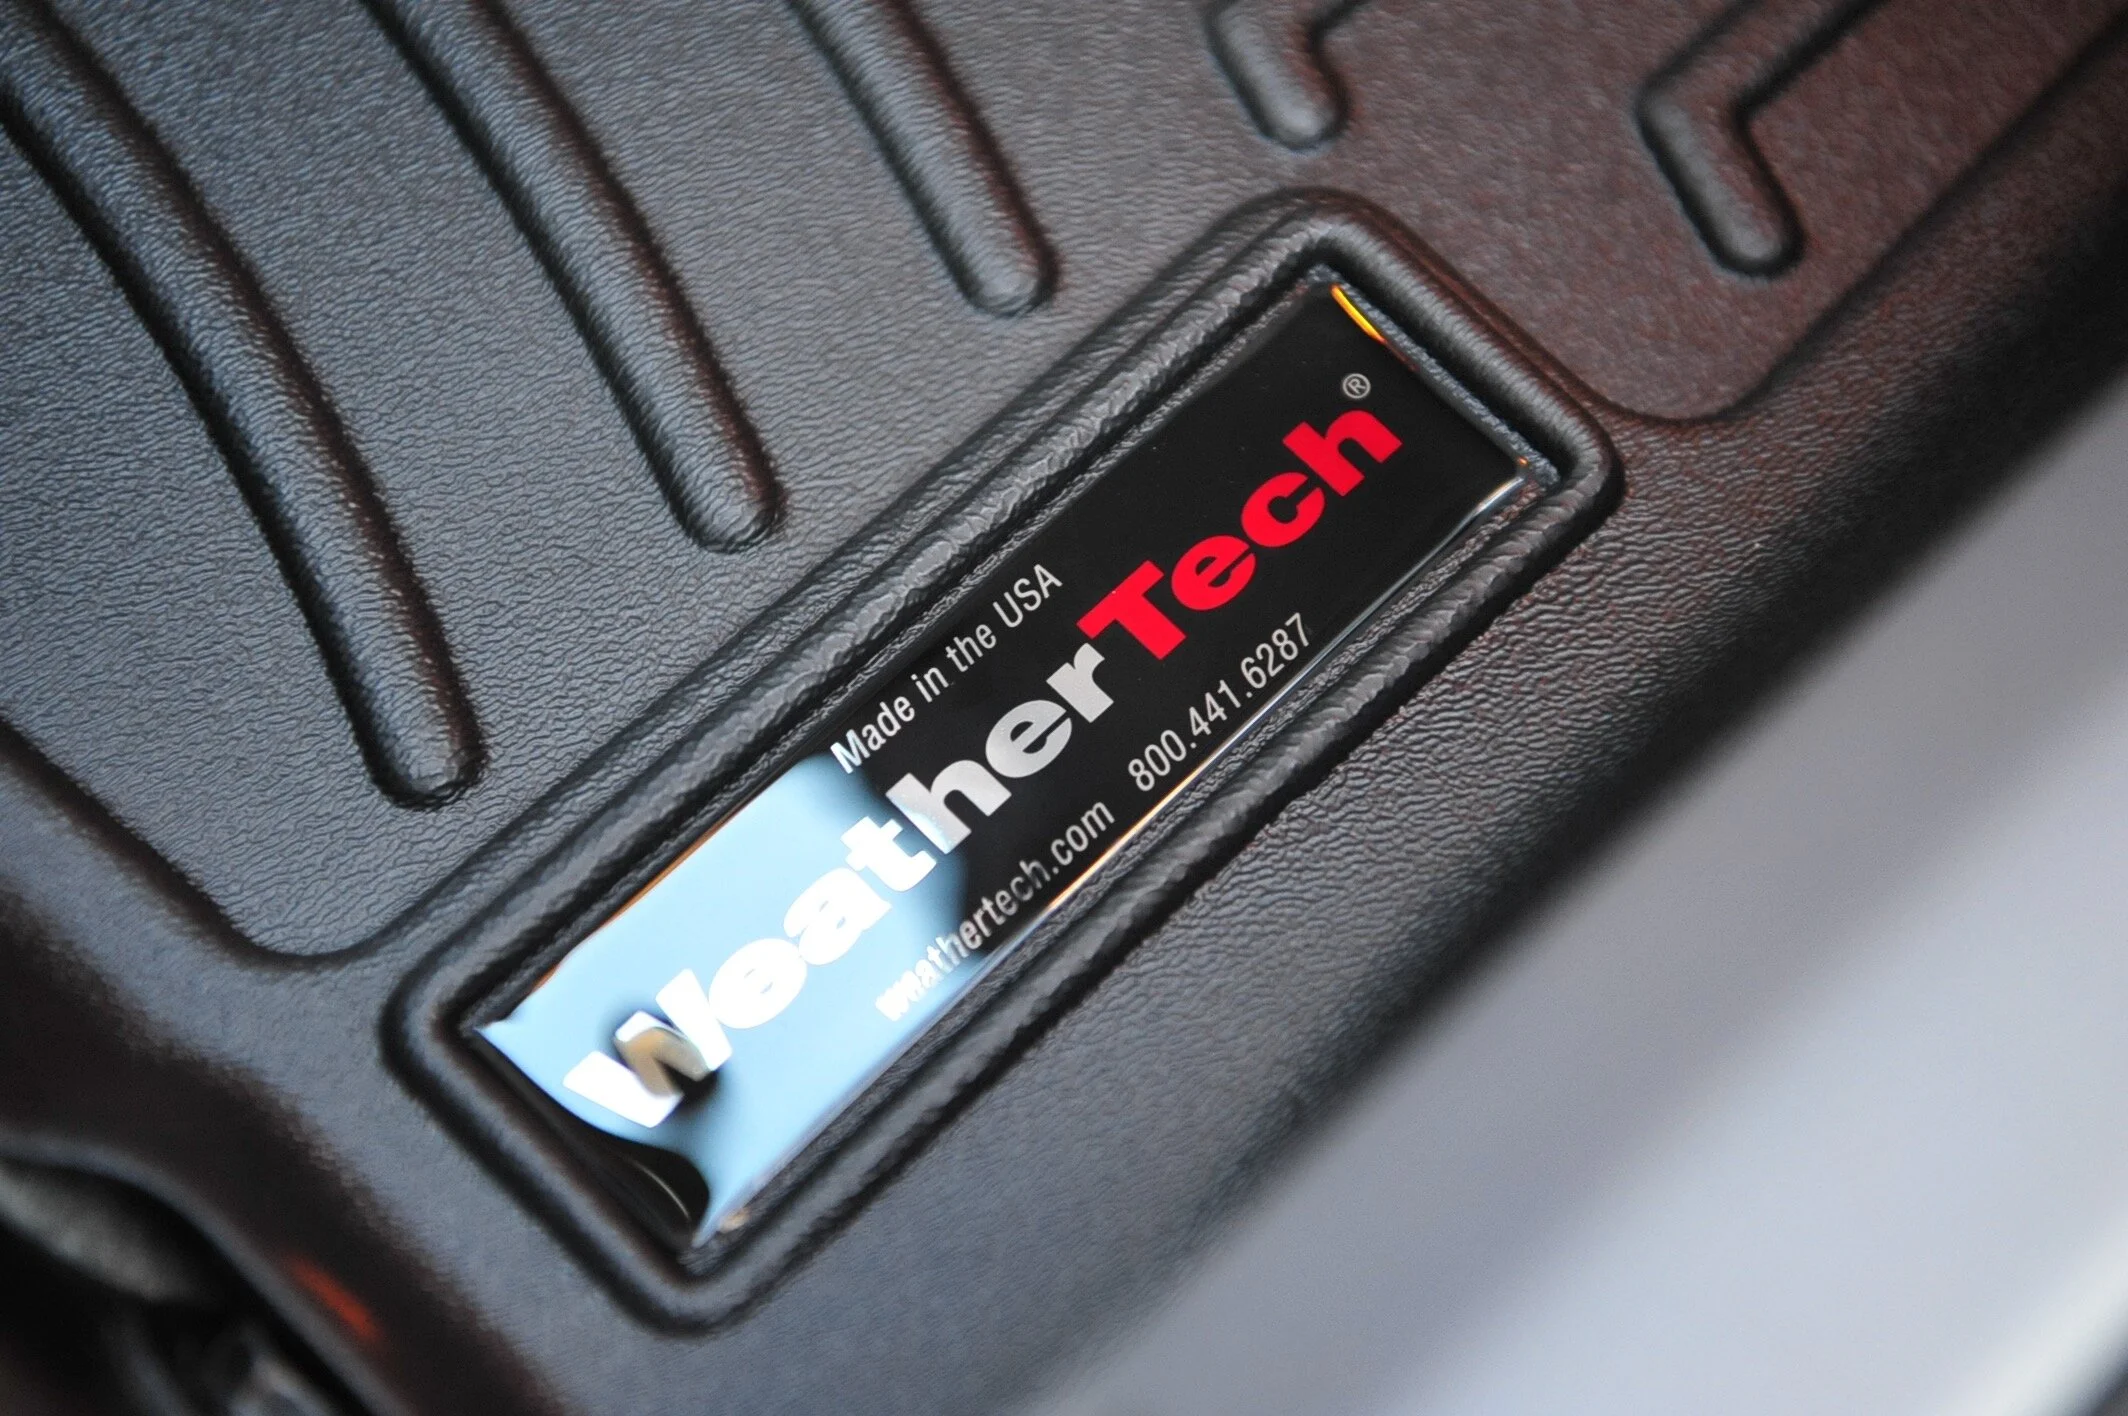 Made in the USA
WeatherTech®
weathertech.com 800.441.6287